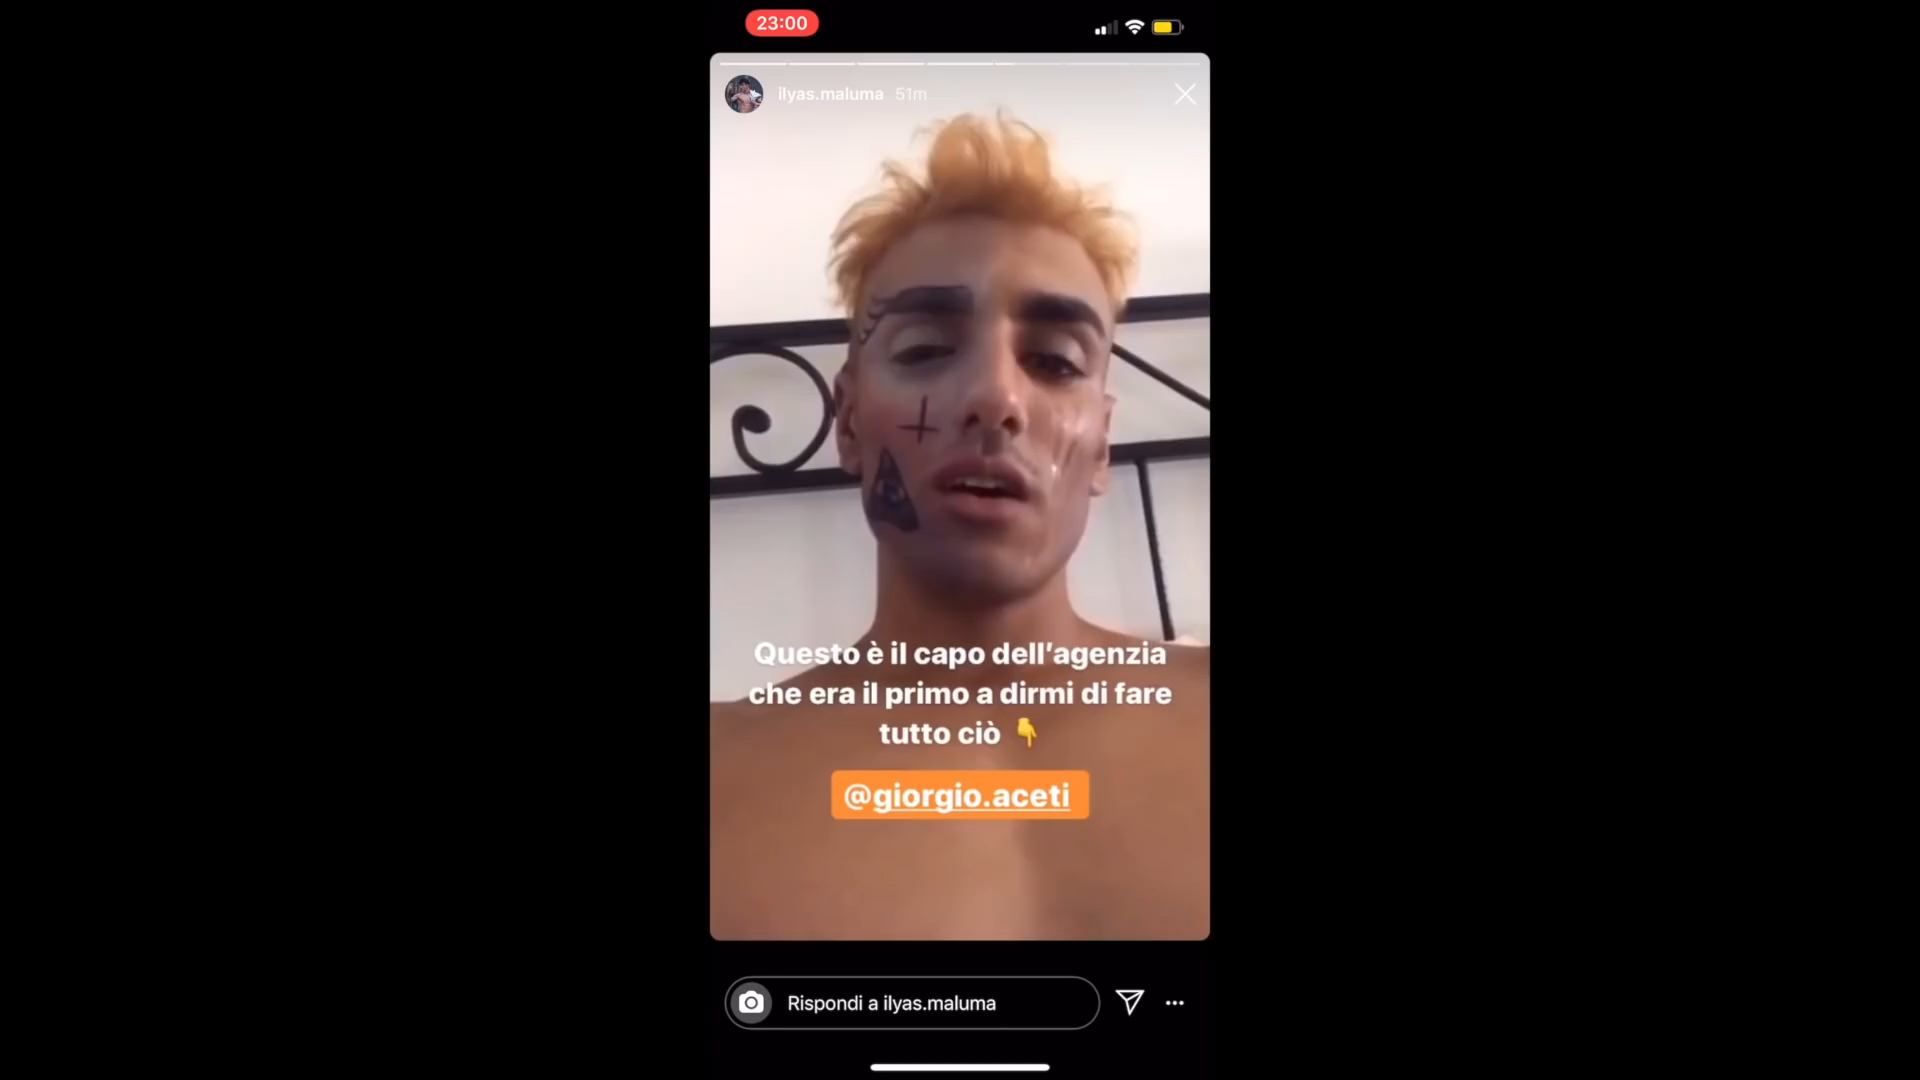 23:00
ilyas.maluma 51m
Questo è il capo dell'agenzia
che era il primo a dirmi di fare
tutto ciò 👇
@giorgio.aceti
Rispondi a ilyas.maluma